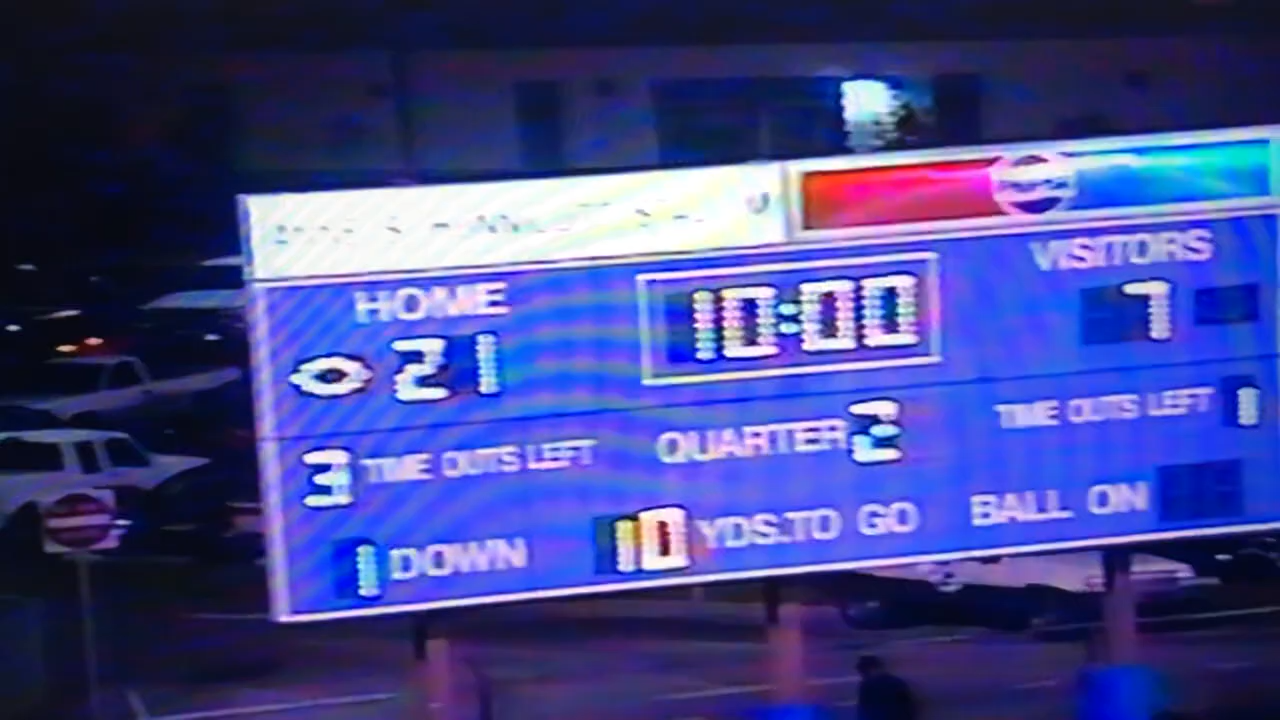 HOME 10:00 VISITORS
21 7
3 TIME OUTS LEFT QUARTER 2 TIME OUTS LEFT 1
1 DOWN 10 YDS.TO GO BALL ON